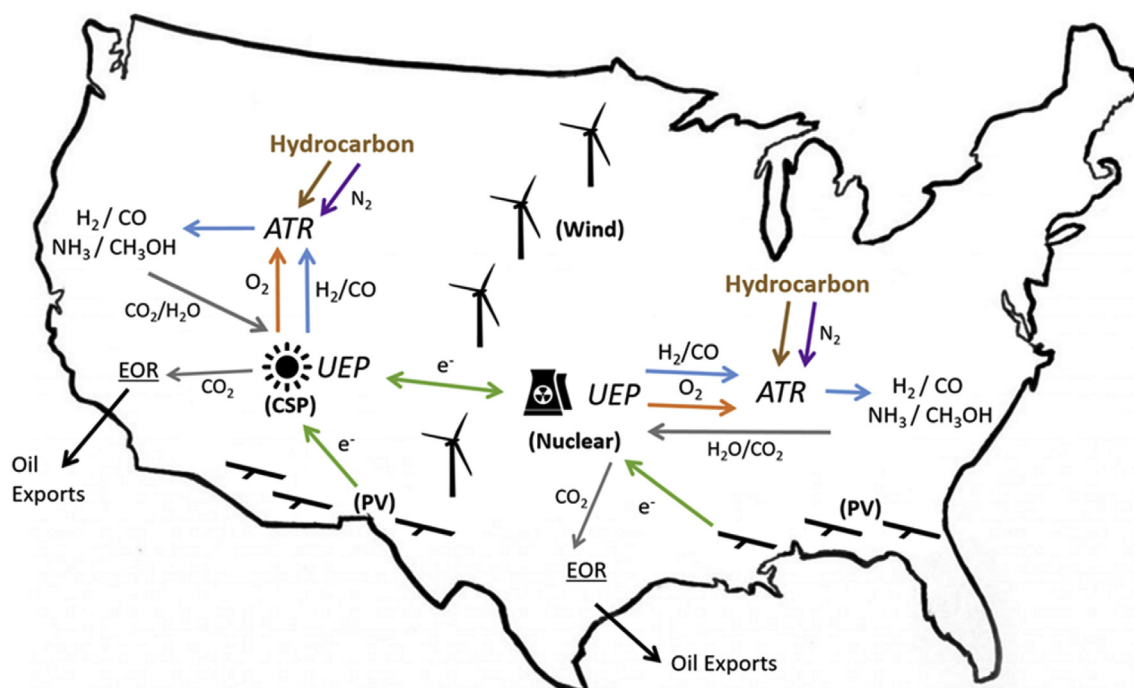 Hydrocarbon
N₂
H₂ / CO
NH₃ / CH₃OH
ATR
(Wind)
O₂
H₂/CO
CO₂/H₂O
Hydrocarbon
N₂
EOR
CO₂
UEP
(CSP)
e⁻
H₂/CO
UEP
O₂
ATR
H₂ / CO
NH₃ / CH₃OH
(Nuclear)
H₂O/CO₂
e⁻
Oil
Exports
(PV)
CO₂
e⁻
(PV)
EOR
Oil Exports